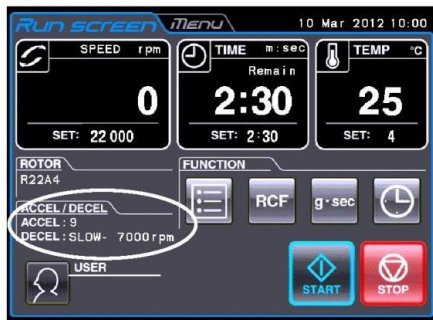 Run screen Menu 10 Mar 2012 10:00
SPEED rpm
0
SET: 22 000
TIME m:sec
Remain
2:30
SET: 2:30
TEMP °C
25
SET: 4
ROTOR
R22A4
ACCEL/DECEL
ACCEL:9
DECEL:SLOW- 7000rpm
USER
FUNCTION
RCF
g·sec
START
STOP